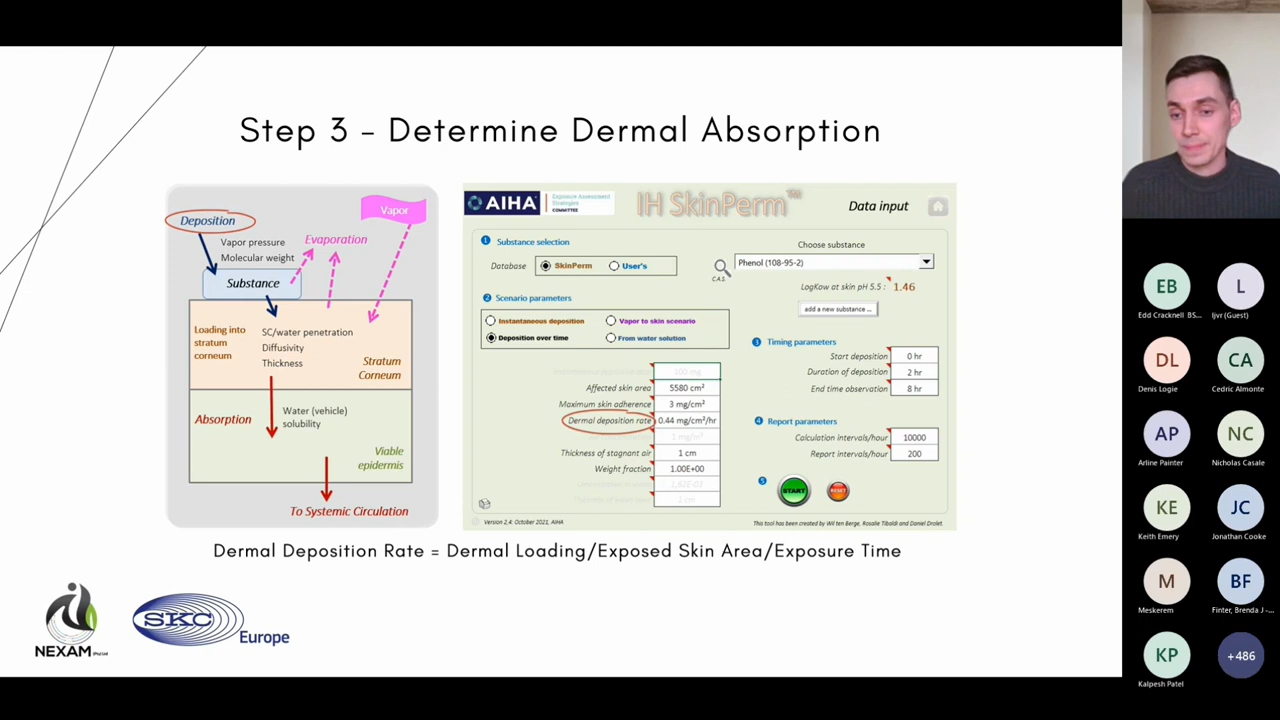 Step 3 – Determine Dermal Absorption
Deposition
Vapor
Vapor pressure
Molecular weight
Evaporation
Substance
Loading into
stratum
corneum
SC/water penetration
Diffusivity
Thickness
Stratum
Corneum
Absorption
Water (vehicle)
solubility
Viable
epidermis
To Systemic Circulation
AIHA
Exposure Assessment
Strategies
COMMITTEE
IH SkinPerm™
Data input
1 Substance selection
Database
SkinPerm
User's
Choose substance
C.A.S.
Phenol (108-95-2)
LogKow at skin pH 5.5 : 1.46
add a new substance ...
2 Scenario parameters
Instantaneous deposition
Vapor to skin scenario
Deposition over time
From water solution
100 mg
Affected skin area 5580 cm²
Maximum skin adherence 3 mg/cm²
Dermal deposition rate 0.44 mg/cm²/hr
1 mg/m³
Thickness of stagnant air 1 cm
Weight fraction 1.00E+00
1 cm
3 Timing parameters
Start deposition 0 hr
Duration of deposition 2 hr
End time observation 8 hr
4 Report parameters
Calculation intervals/hour 10000
Report intervals/hour 200
5
START
RESET
Version 2,4: October 2021, AIHA
This tool has been created by Wil ten Berge, Rosalie Tibaldi and Daniel Drolet.
Dermal Deposition Rate = Dermal Loading/Exposed Skin Area/Exposure Time
NEXAM (Pty) Ltd
SKC
Europe
EB
Edd Cracknell BS...
L
ljvr (Guest)
DL
Denis Logie
CA
Cedric Almonte
AP
Arline Painter
NC
Nicholas Casale
KE
Keith Emery
JC
Jonathan Cooke
M
Meskerem
BF
Finter, Brenda J -...
KP
Kalpesh Patel
+486